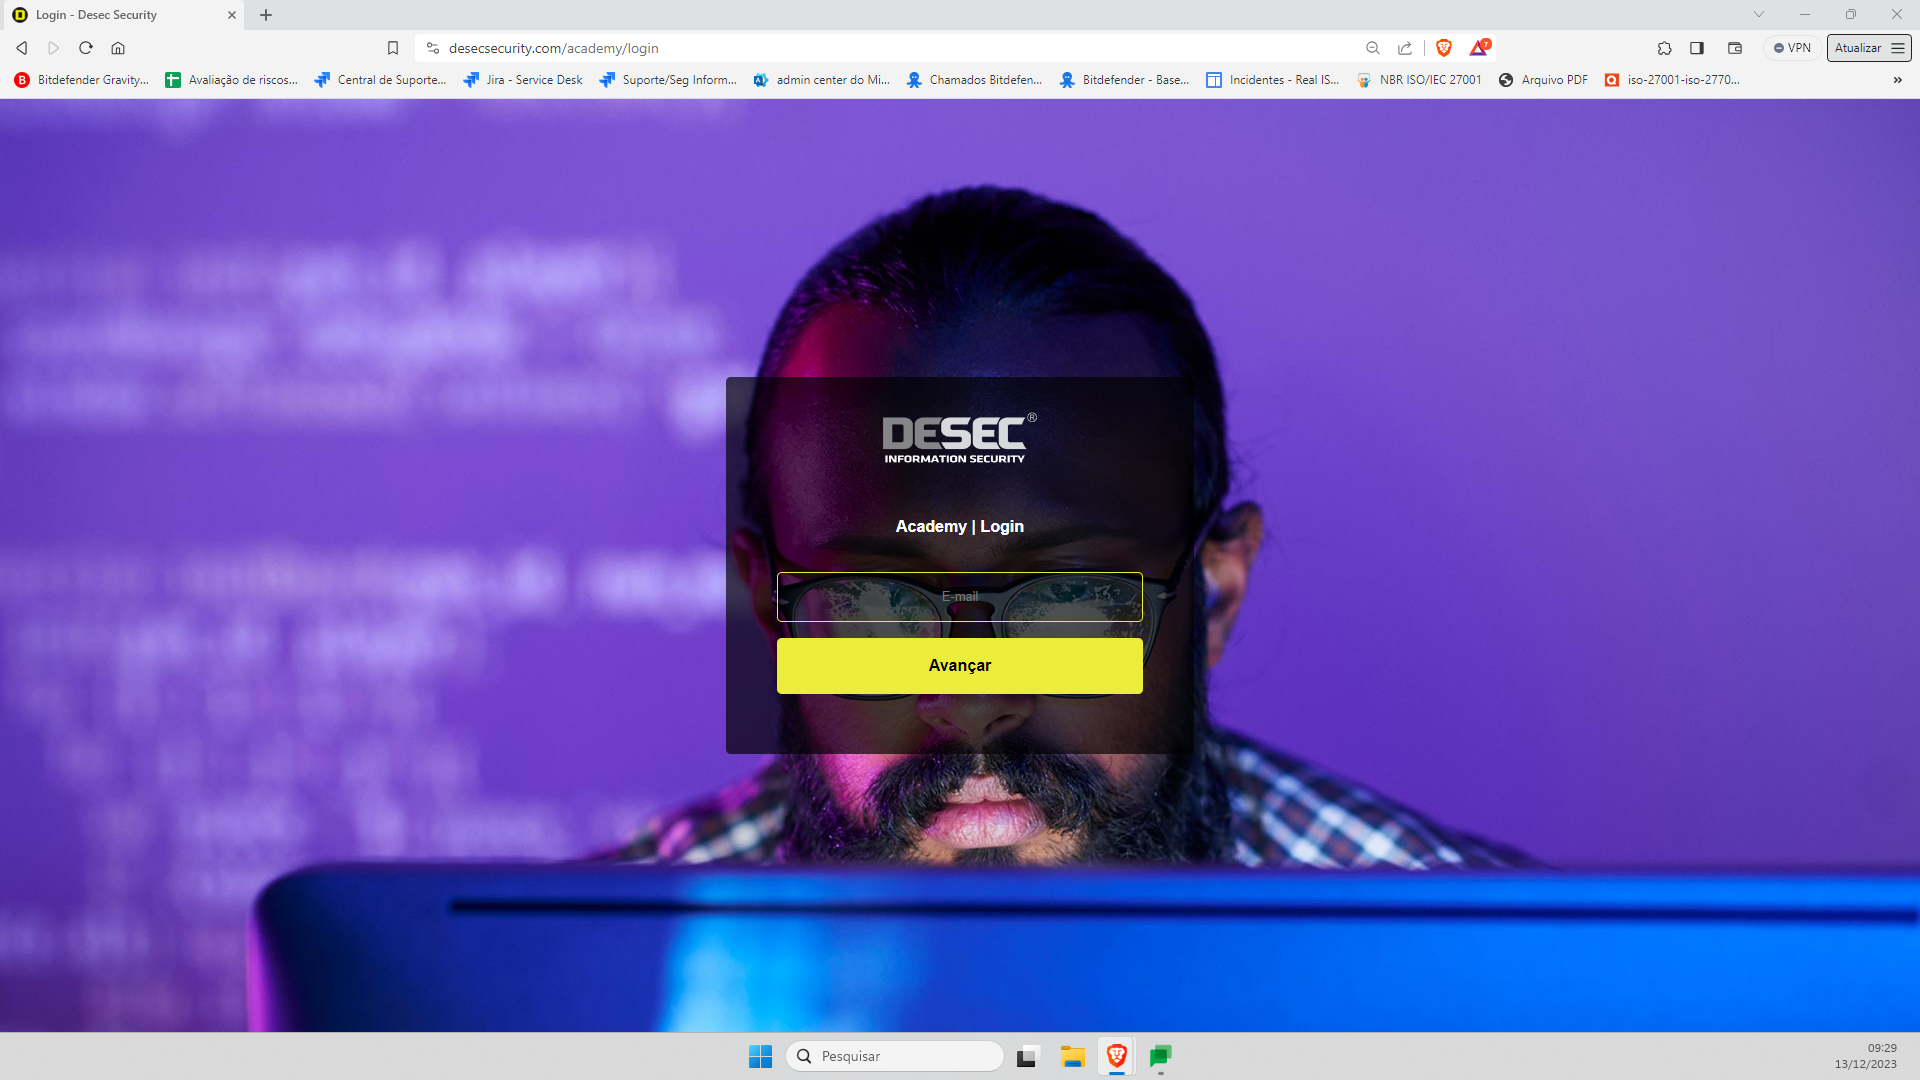 Login - Desec Security
desecsecurity.com/academy/login
7
VPN
Atualizar
Bitdefender Gravity...
Avaliação de riscos...
Central de Suporte...
Jira - Service Desk
Suporte/Seg Inform...
admin center do Mi...
Chamados Bitdefen...
Bitdefender - Base...
Incidentes - Real IS...
NBR ISO/IEC 27001
Arquivo PDF
iso-27001-iso-2770...
»
DESEC®
INFORMATION SECURITY
Academy | Login
E-mail
Avançar
Pesquisar
09:29
13/12/2023